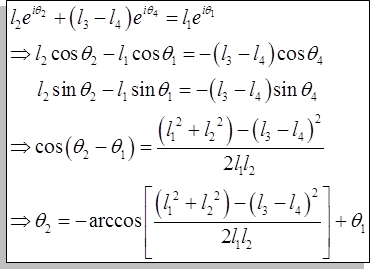 l₂e^{iθ₂} + (l₃ − l₄)e^{iθ₄} = l₁e^{iθ₁}
⇒ l₂ cos θ₂ − l₁ cos θ₁ = −(l₃ − l₄) cos θ₄
l₂ sin θ₂ − l₁ sin θ₁ = −(l₃ − l₄) sin θ₄
⇒ cos(θ₂ − θ₁) = ((l₁² + l₂²) − (l₃ − l₄)²) / (2l₁l₂)
⇒ θ₂ = −arccos[((l₁² + l₂²) − (l₃ − l₄)²) / (2l₁l₂)] + θ₁